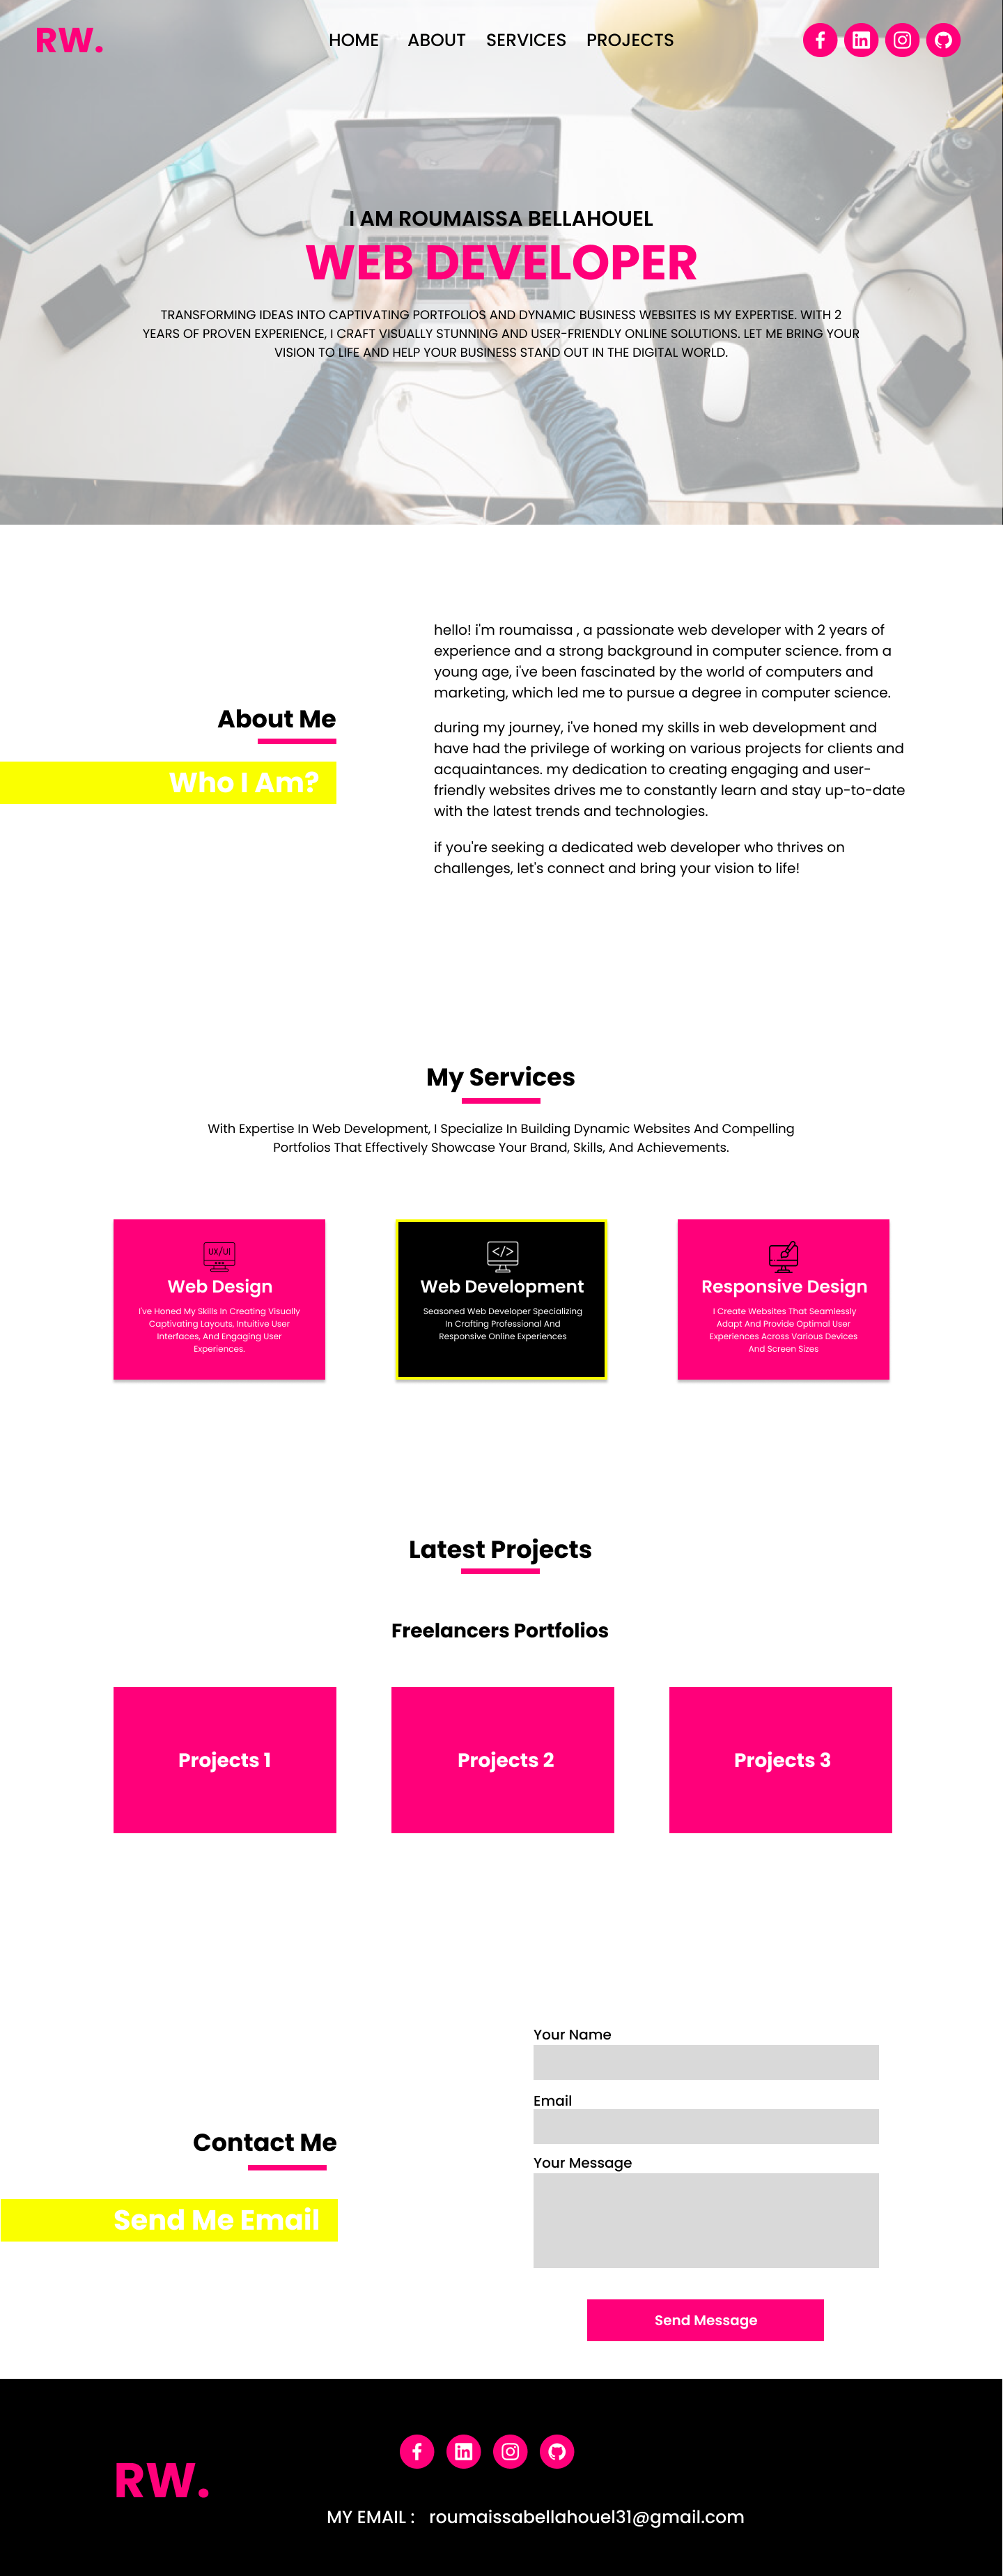 RW.
HOME ABOUT SERVICES PROJECTS
I AM ROUMAISSA BELLAHOUEL
WEB DEVELOPER
TRANSFORMING IDEAS INTO CAPTIVATING PORTFOLIOS AND DYNAMIC BUSINESS WEBSITES IS MY EXPERTISE. WITH 2
YEARS OF PROVEN EXPERIENCE, I CRAFT VISUALLY STUNNING AND USER-FRIENDLY ONLINE SOLUTIONS. LET ME BRING YOUR
VISION TO LIFE AND HELP YOUR BUSINESS STAND OUT IN THE DIGITAL WORLD.
About Me
Who I Am?
hello! i'm roumaissa , a passionate web developer with 2 years of
experience and a strong background in computer science. from a
young age, i've been fascinated by the world of computers and
marketing, which led me to pursue a degree in computer science.
during my journey, i've honed my skills in web development and
have had the privilege of working on various projects for clients and
acquaintances. my dedication to creating engaging and user-
friendly websites drives me to constantly learn and stay up-to-date
with the latest trends and technologies.
if you're seeking a dedicated web developer who thrives on
challenges, let's connect and bring your vision to life!
My Services
With Expertise In Web Development, I Specialize In Building Dynamic Websites And Compelling
Portfolios That Effectively Showcase Your Brand, Skills, And Achievements.
UX/UI
Web Design
I've Honed My Skills In Creating Visually
Captivating Layouts, Intuitive User
Interfaces, And Engaging User
Experiences.
</>
Web Development
Seasoned Web Developer Specializing
In Crafting Professional And
Responsive Online Experiences
Responsive Design
I Create Websites That Seamlessly
Adapt And Provide Optimal User
Experiences Across Various Devices
And Screen Sizes
Latest Projects
Freelancers Portfolios
Projects 1
Projects 2
Projects 3
Contact Me
Send Me Email
Your Name
Email
Your Message
Send Message
RW.
MY EMAIL : roumaissabellahouel31@gmail.com